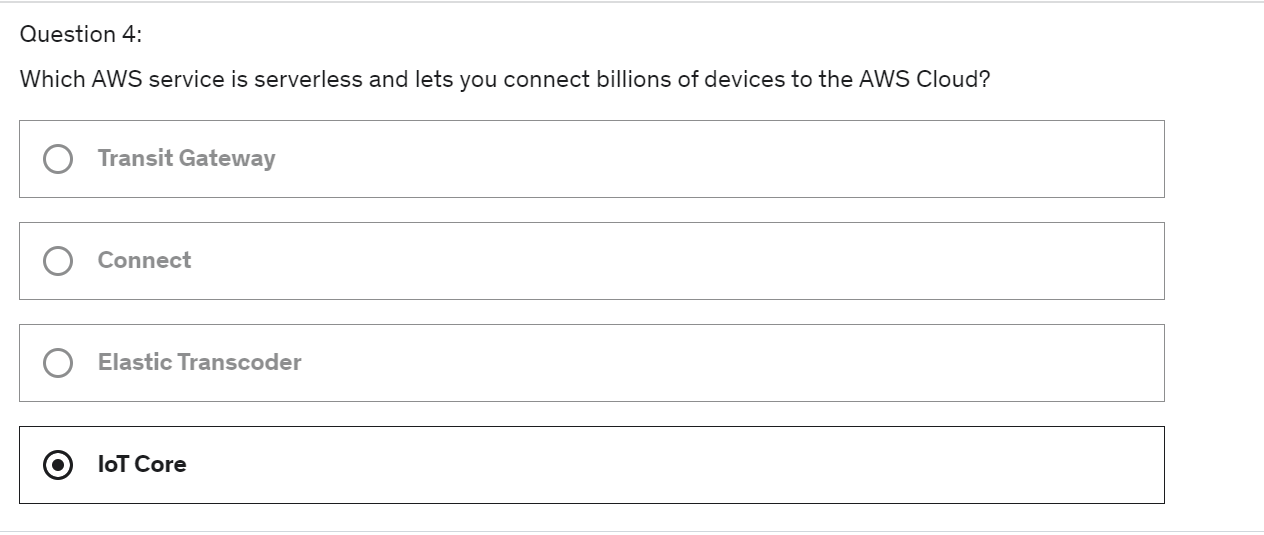 Question 4:
Which AWS service is serverless and lets you connect billions of devices to the AWS Cloud?
Transit Gateway
Connect
Elastic Transcoder
IoT Core